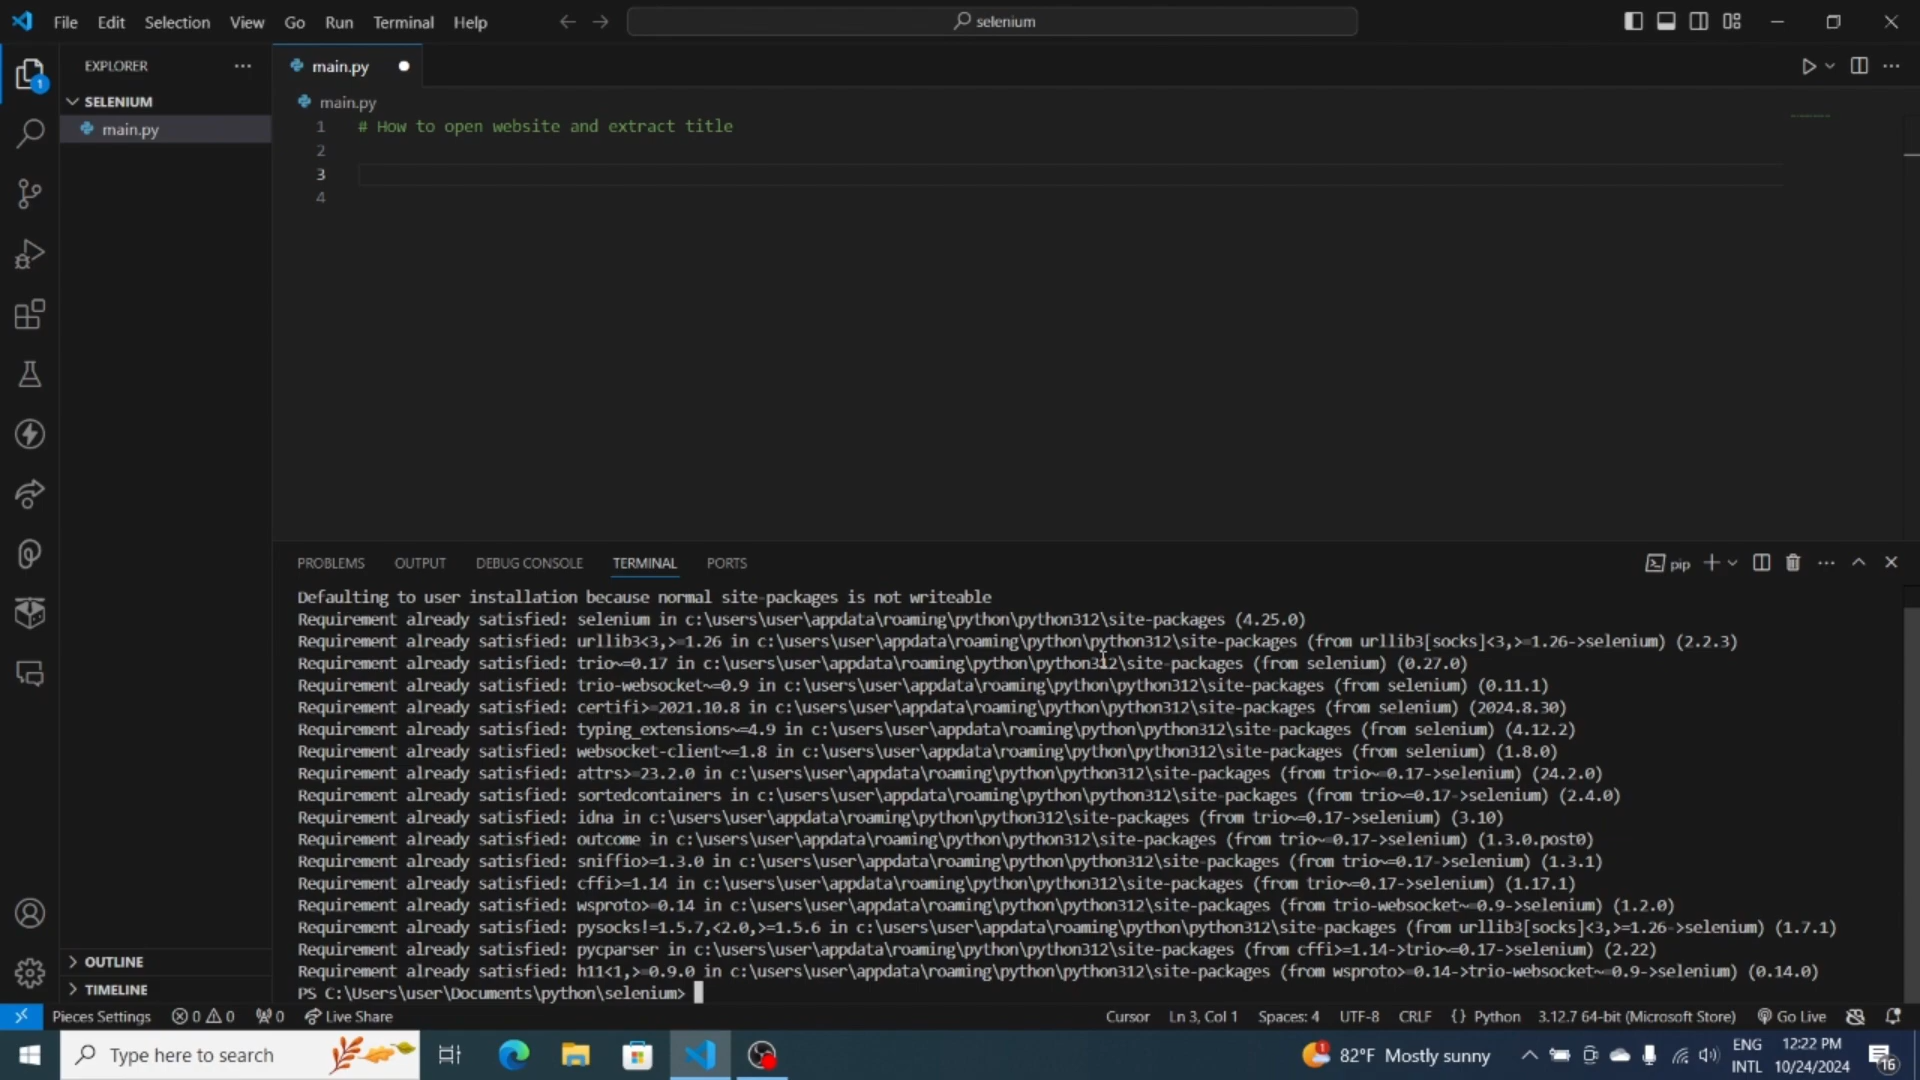 File Edit Selection View Go Run Terminal Help
selenium
EXPLORER
1
SELENIUM
main.py
OUTLINE
TIMELINE
main.py
main.py
1 # How to open website and extract title
2
3
4
PROBLEMS OUTPUT DEBUG CONSOLE TERMINAL PORTS
pip
Defaulting to user installation because normal site-packages is not writeable
Requirement already satisfied: selenium in c:\users\user\appdata\roaming\python\python312\site-packages (4.25.0)
Requirement already satisfied: urllib3<3,>=1.26 in c:\users\user\appdata\roaming\python\python312\site-packages (from urllib3[socks]<3,>=1.26->selenium) (2.2.3)
Requirement already satisfied: trio~=0.17 in c:\users\user\appdata\roaming\python\python312\site-packages (from selenium) (0.27.0)
Requirement already satisfied: trio-websocket~=0.9 in c:\users\user\appdata\roaming\python\python312\site-packages (from selenium) (0.11.1)
Requirement already satisfied: certifi>=2021.10.8 in c:\users\user\appdata\roaming\python\python312\site-packages (from selenium) (2024.8.30)
Requirement already satisfied: typing_extensions~=4.9 in c:\users\user\appdata\roaming\python\python312\site-packages (from selenium) (4.12.2)
Requirement already satisfied: websocket-client~=1.8 in c:\users\user\appdata\roaming\python\python312\site-packages (from selenium) (1.8.0)
Requirement already satisfied: attrs>=23.2.0 in c:\users\user\appdata\roaming\python\python312\site-packages (from trio~=0.17->selenium) (24.2.0)
Requirement already satisfied: sortedcontainers in c:\users\user\appdata\roaming\python\python312\site-packages (from trio~=0.17->selenium) (2.4.0)
Requirement already satisfied: idna in c:\users\user\appdata\roaming\python\python312\site-packages (from trio~=0.17->selenium) (3.10)
Requirement already satisfied: outcome in c:\users\user\appdata\roaming\python\python312\site-packages (from trio~=0.17->selenium) (1.3.0.post0)
Requirement already satisfied: sniffio>=1.3.0 in c:\users\user\appdata\roaming\python\python312\site-packages (from trio~=0.17->selenium) (1.3.1)
Requirement already satisfied: cffi>=1.14 in c:\users\user\appdata\roaming\python\python312\site-packages (from trio~=0.17->selenium) (1.17.1)
Requirement already satisfied: wsproto>=0.14 in c:\users\user\appdata\roaming\python\python312\site-packages (from trio-websocket~=0.9->selenium) (1.2.0)
Requirement already satisfied: pysocks!=1.5.7,<2.0,>=1.5.6 in c:\users\user\appdata\roaming\python\python312\site-packages (from urllib3[socks]<3,>=1.26->selenium) (1.7.1)
Requirement already satisfied: pycparser in c:\users\user\appdata\roaming\python\python312\site-packages (from cffi>=1.14->trio~=0.17->selenium) (2.22)
Requirement already satisfied: h11<1,>=0.9.0 in c:\users\user\appdata\roaming\python\python312\site-packages (from wsproto>=0.14->trio-websocket~=0.9->selenium) (0.14.0)
PS C:\Users\user\Documents\python\selenium>
Pieces Settings 0 0 0 Live Share Cursor Ln 3, Col 1 Spaces: 4 UTF-8 CRLF {} Python 3.12.7 64-bit (Microsoft Store) Go Live
Type here to search
1 82°F Mostly sunny
ENG
INTL
12:22 PM
10/24/2024
16